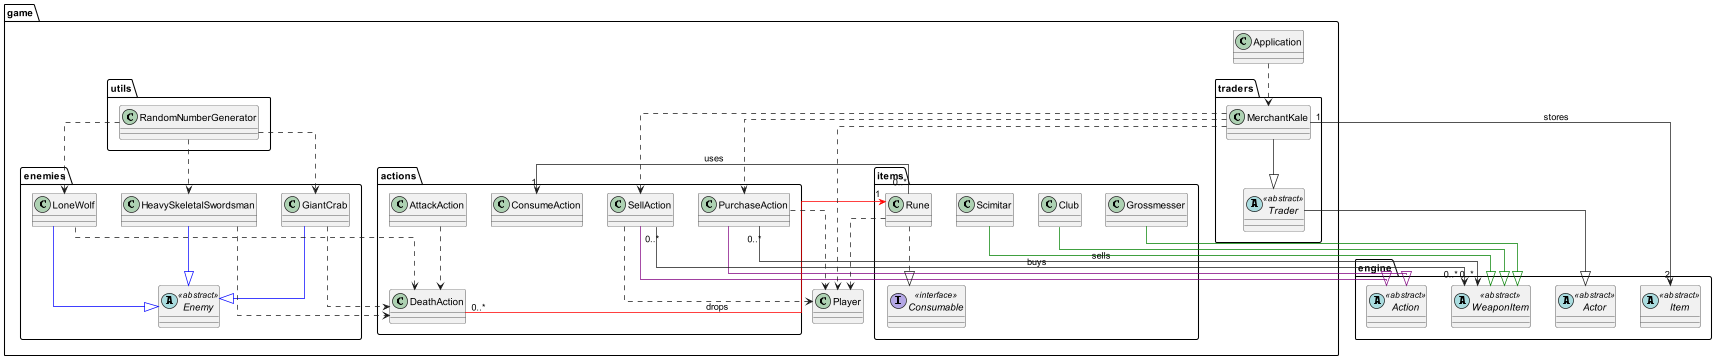 game
C Application
utils
traders
C RandomNumberGenerator
C MerchantKale
1
stores
uses
enemies
actions
items
1
0..*
1
C LoneWolf
C HeavySkeletalSwordsman
C GiantCrab
C AttackAction
C ConsumeAction
C SellAction
C PurchaseAction
C Rune
C Scimitar
C Club
C Grossmesser
A «abstract»
Trader
0..*
0..*
buys
sells
engine
0..*
0..*
2
A «abstract»
Enemy
C DeathAction
0..*
drops
C Player
I «interface»
Consumable
A «abstract»
Action
A «abstract»
WeaponItem
A «abstract»
Actor
A «abstract»
Item